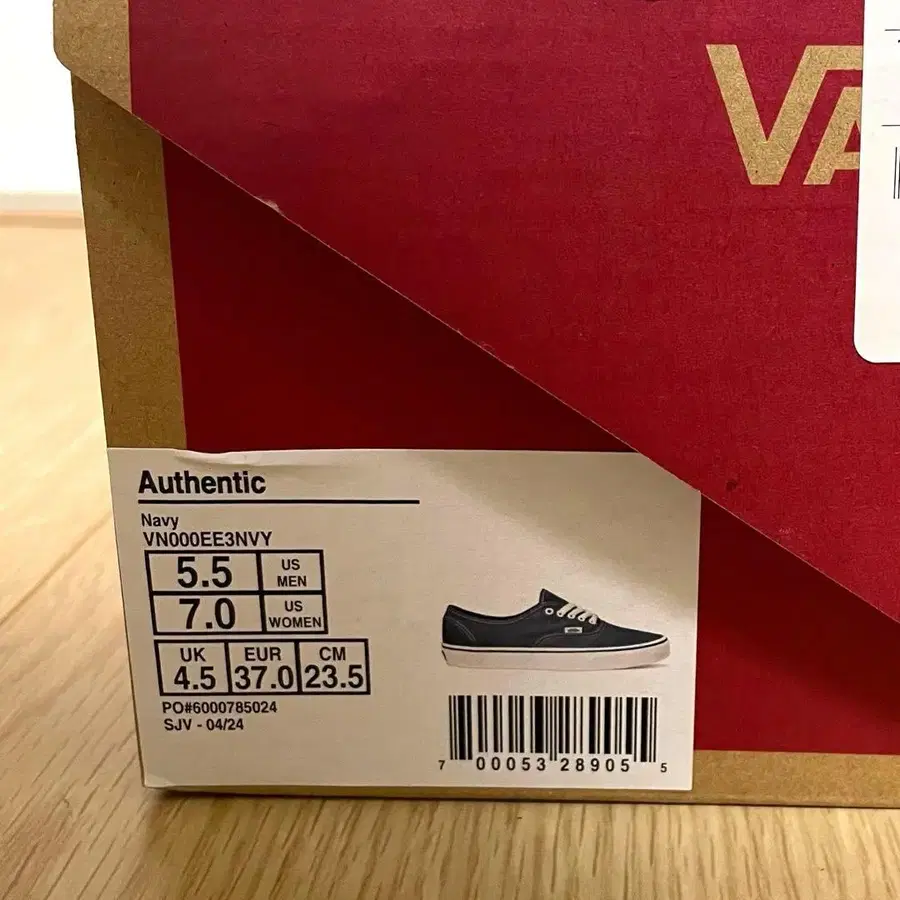 VA
Authentic
Navy
VN000EE3NVY
5.5 US MEN
7.0 US WOMEN
UK EUR CM
4.5 37.0 23.5
PO#6000785024
SJV - 04/24
7 00053 28905 5